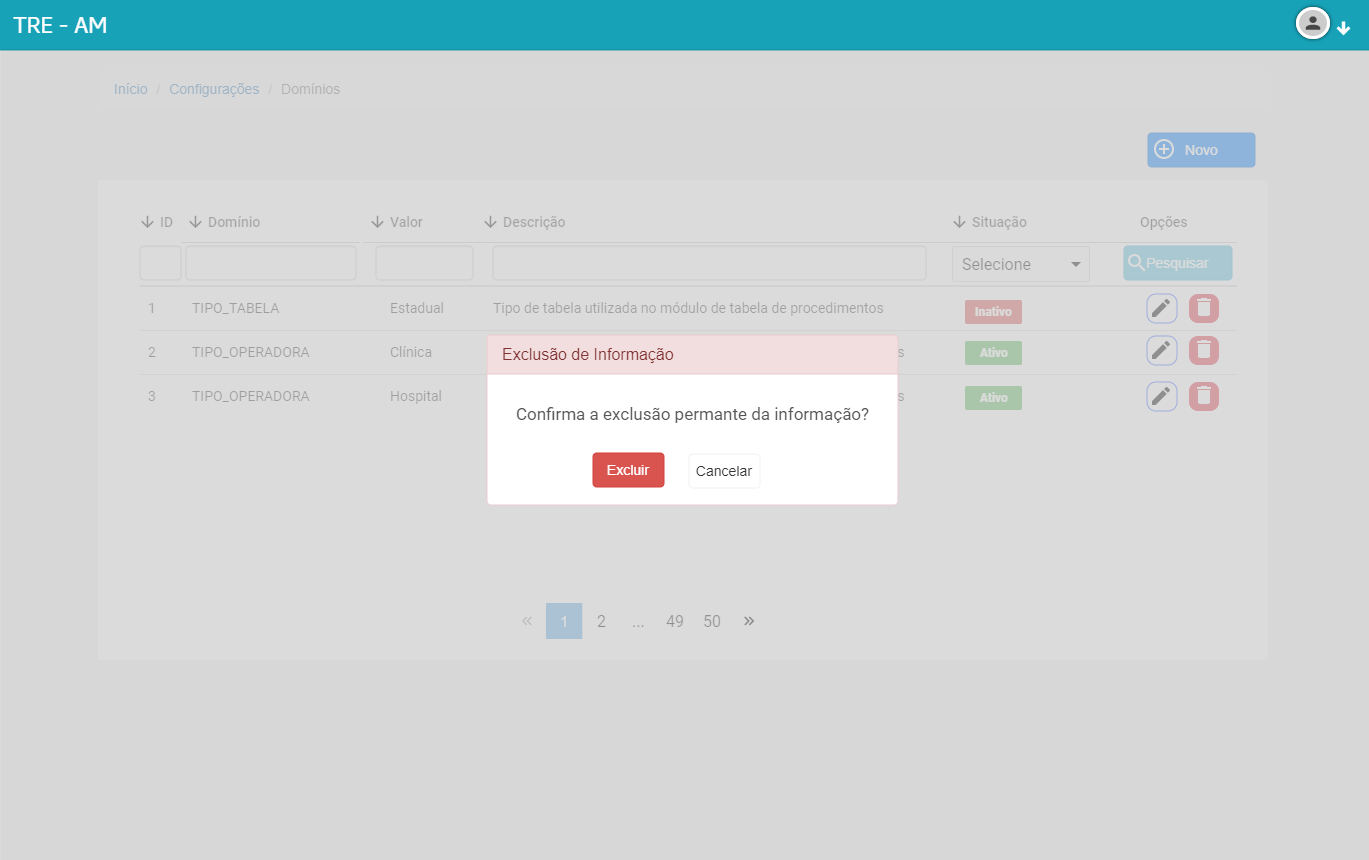 TRE - AM
Início / Configurações / Domínios
Novo
ID Domínio Valor Descrição Situação Opções
Selecione Pesquisar
1 TIPO_TABELA Estadual Tipo de tabela utilizada no módulo de tabela de procedimentos Inativo
2 TIPO_OPERADORA Clínica s Ativo
3 TIPO_OPERADORA Hospital s Ativo
Exclusão de Informação
Confirma a exclusão permante da informação?
Excluir Cancelar
« 1 2 ... 49 50 »